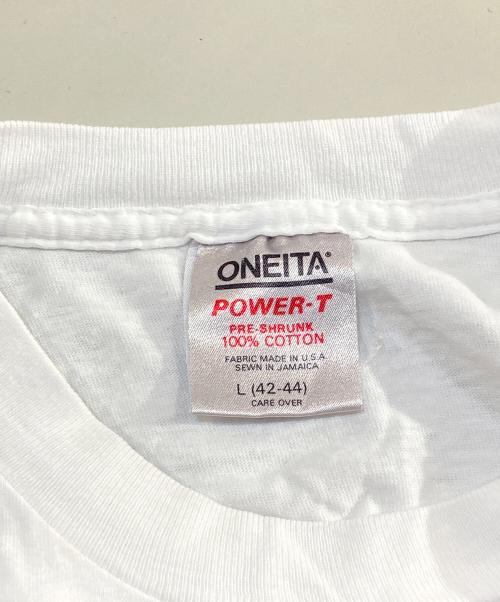 ONEITA®
POWER-T
PRE-SHRUNK
100% COTTON
FABRIC MADE IN U.S.A.
SEWN IN JAMAICA
L (42-44)
CARE OVER